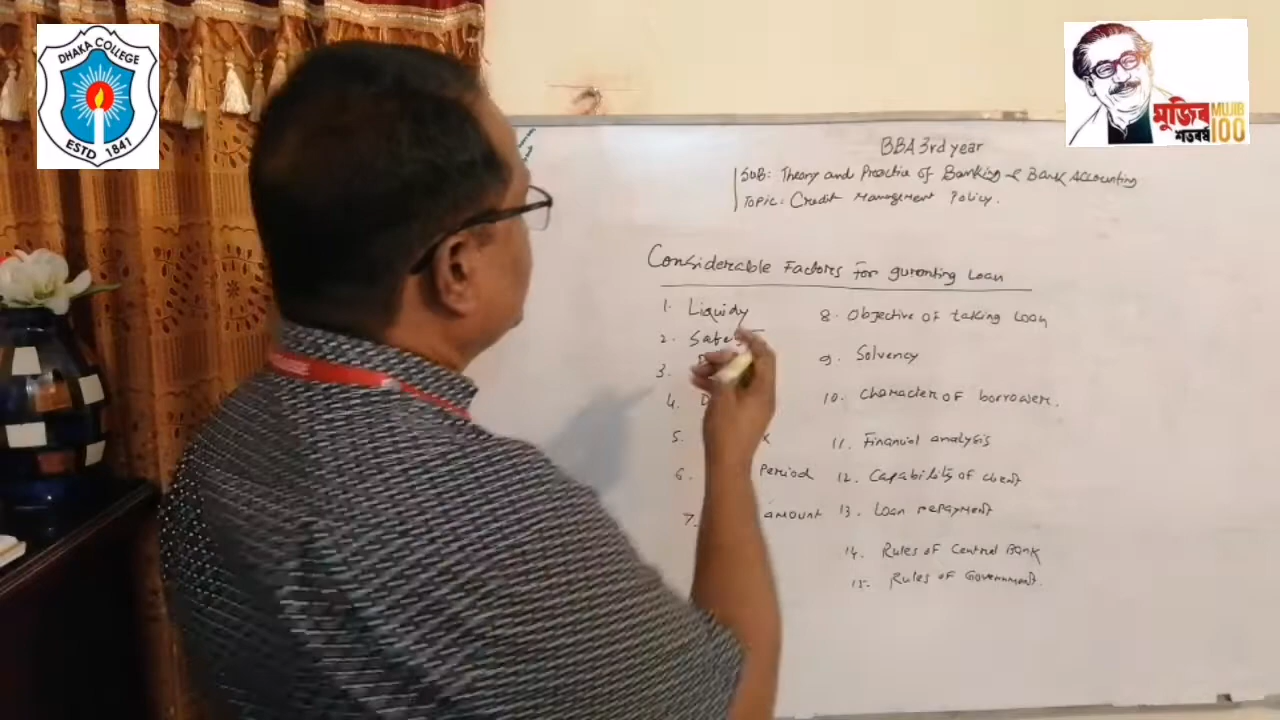 DHAKA COLLEGE
ESTD 1841
মুজিব
শতবর্ষ
MUJIB
100
BBA 3rd year
SUB: Theory and Practice of Banking & Bank Accounting
Topic: Credit Management Policy.
Considerable Factors for guranting Loan
1. Liquidy
2. Safety
3.
4.
5.
6. Period
7. amount
8. Objective of taking Loan
9. Solvency
10. Character of borrower.
11. Financial analysis
12. Capability of client
13. Loan repayment
14. Rules of Central Bank
15. Rules of Government.